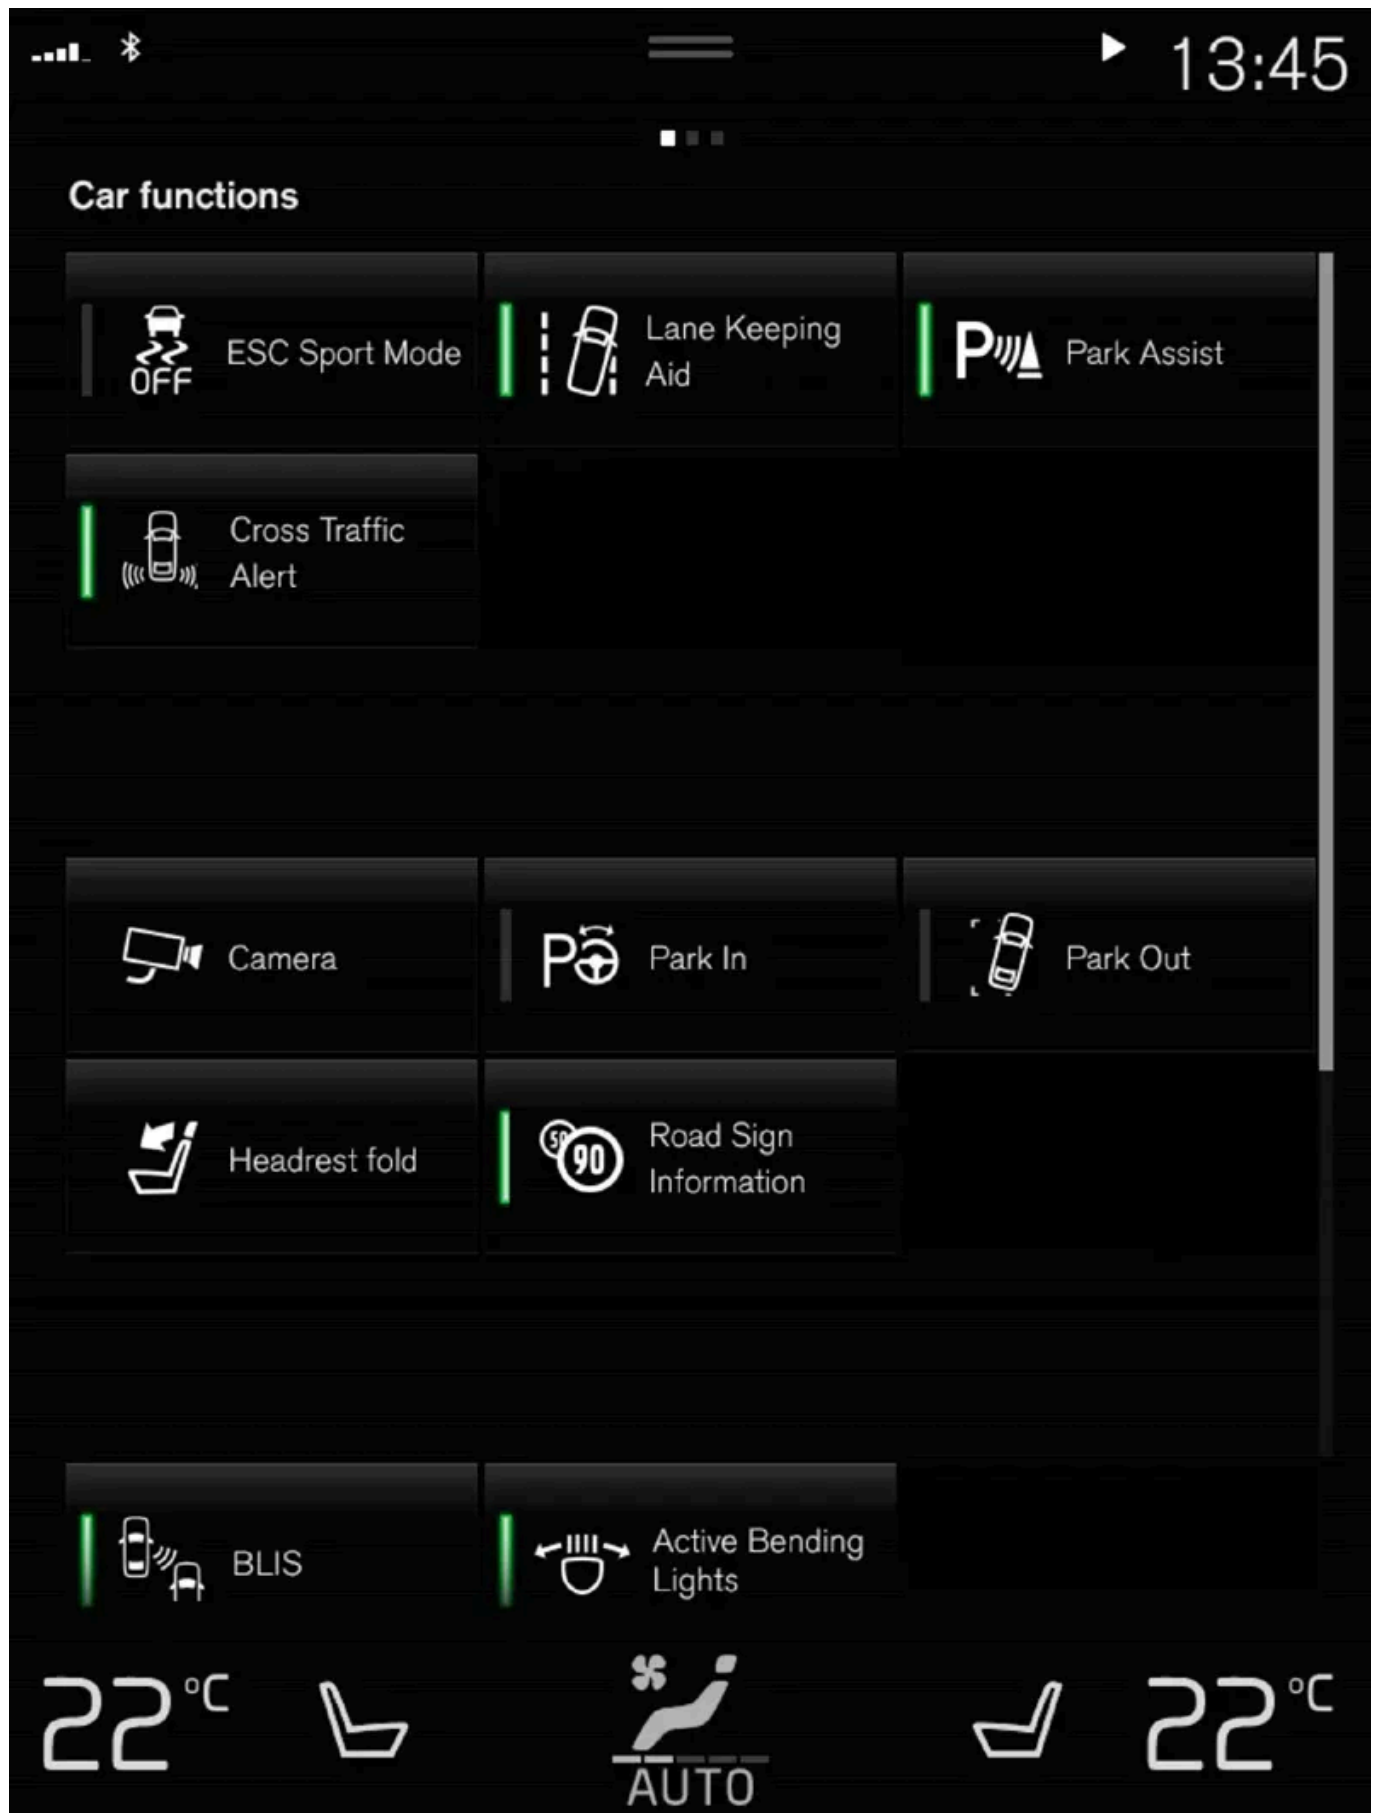 13:45
Car functions
OFF
ESC Sport Mode
Lane Keeping
Aid
P
Park Assist
Cross Traffic
Alert
Camera
P
Park In
Park Out
Headrest fold
50
90
Road Sign
Information
BLIS
Active Bending
Lights
22°C
22°C
AUTO